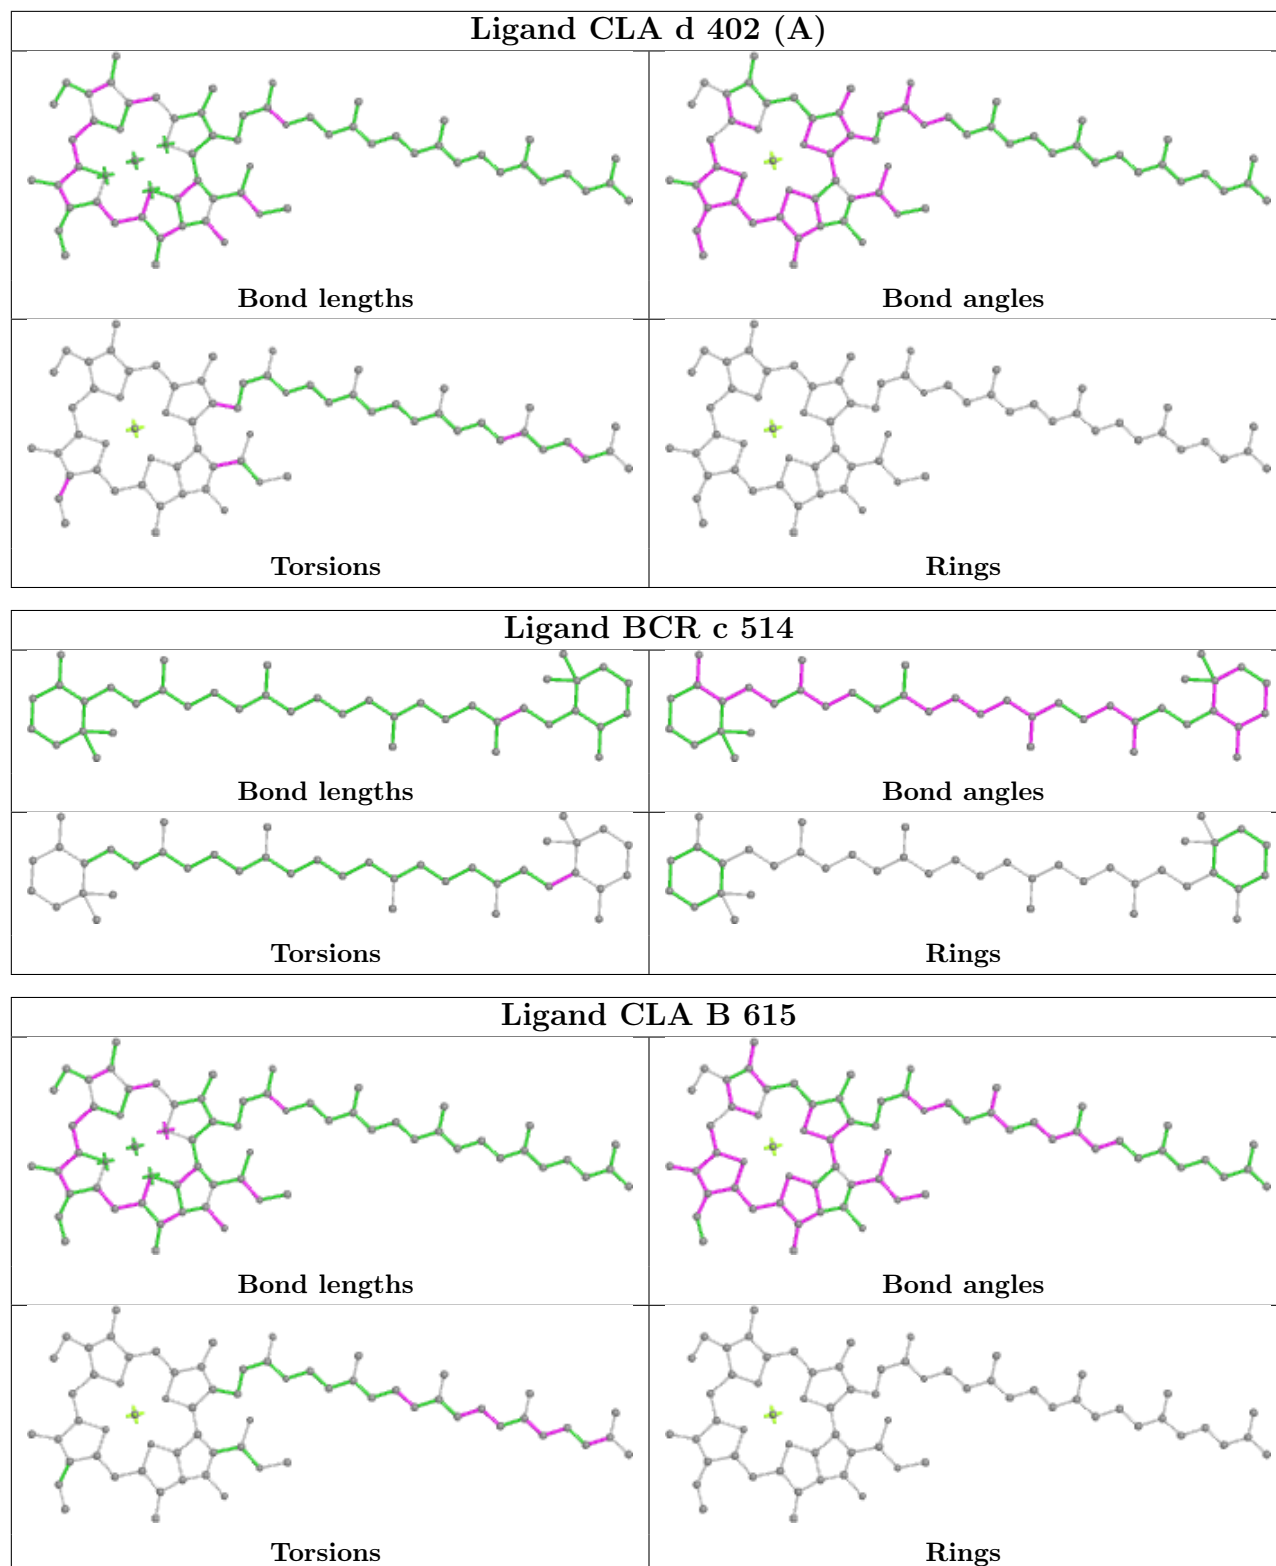 Ligand CLA d 402 (A)
Bond lengths
Bond angles
Torsions
Rings
Ligand BCR c 514
Bond lengths
Bond angles
Torsions
Rings
Ligand CLA B 615
Bond lengths
Bond angles
Torsions
Rings